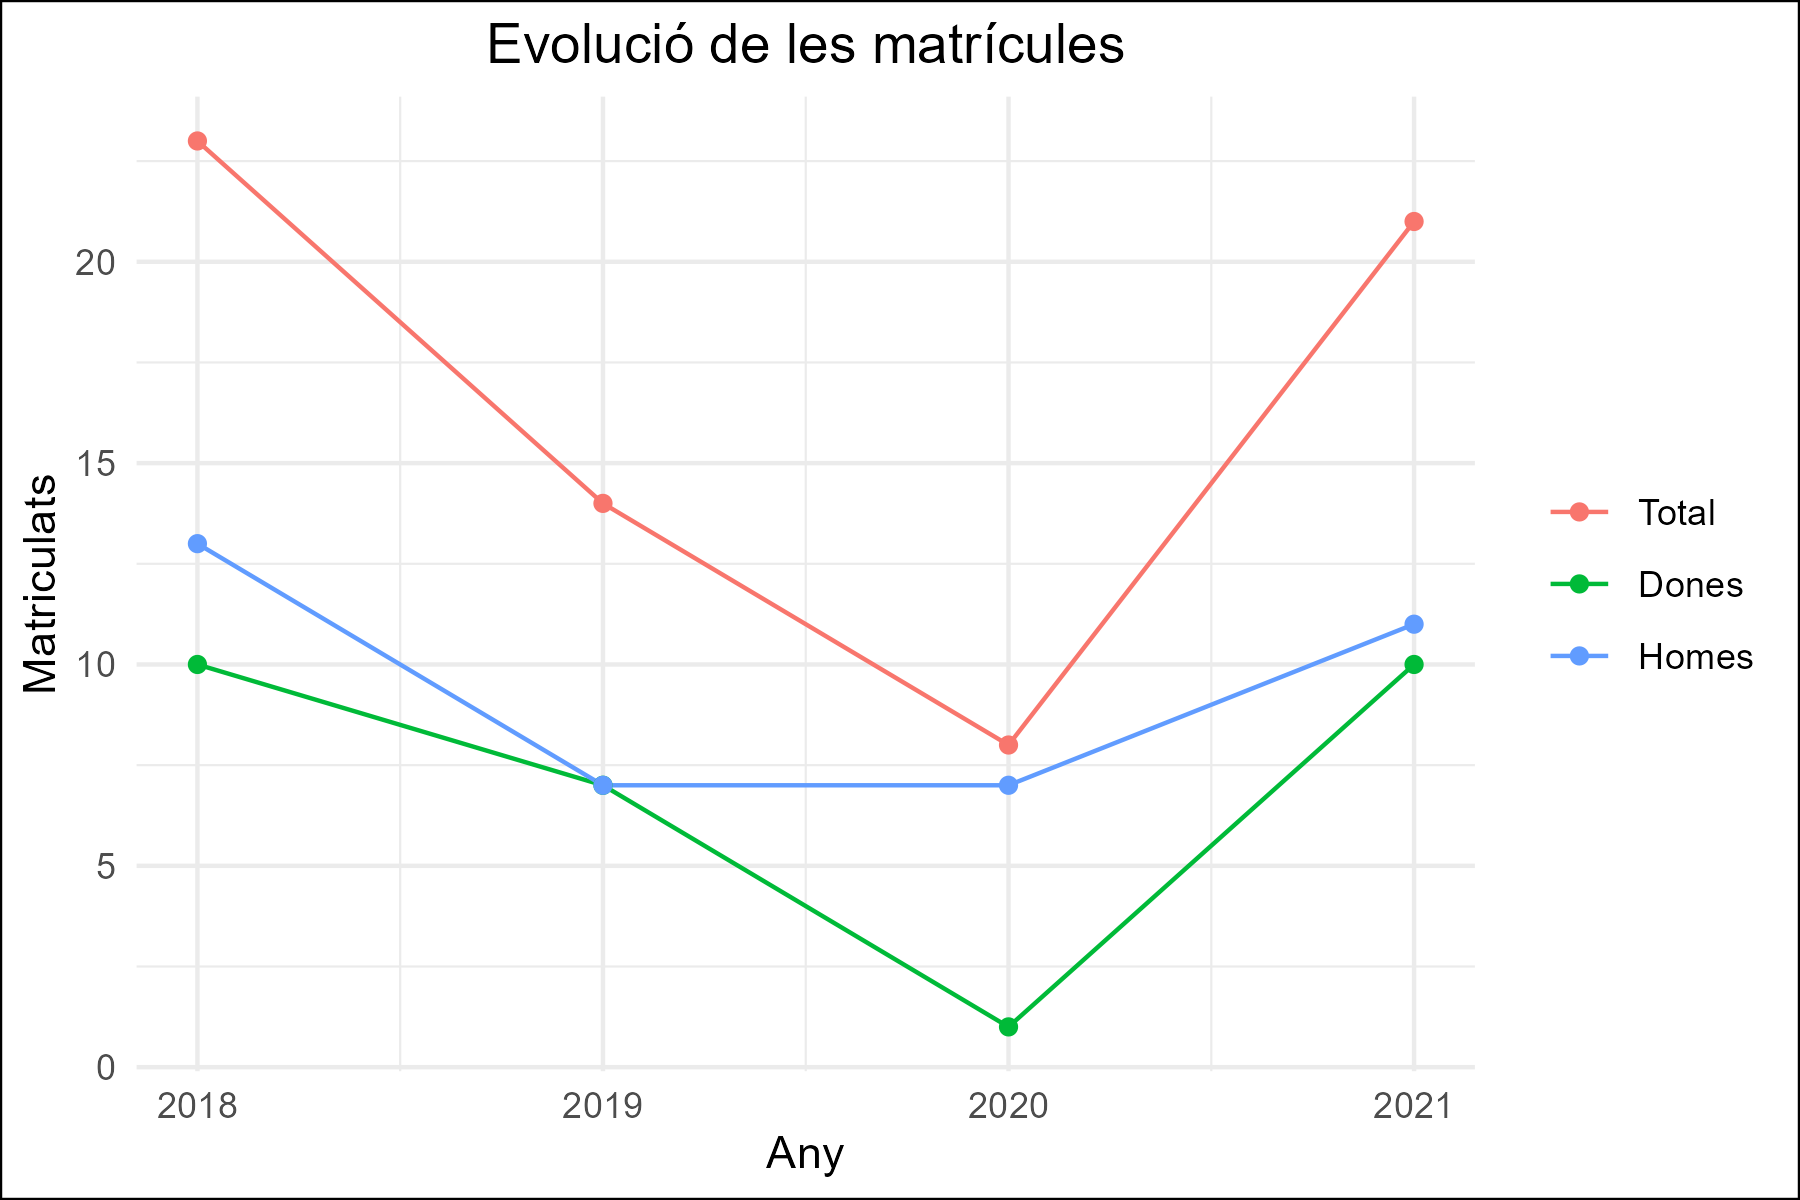 Evolució de les matrícules
Matriculats
20
15
10
5
0
2018 2019 2020 2021
Any
Total
Dones
Homes